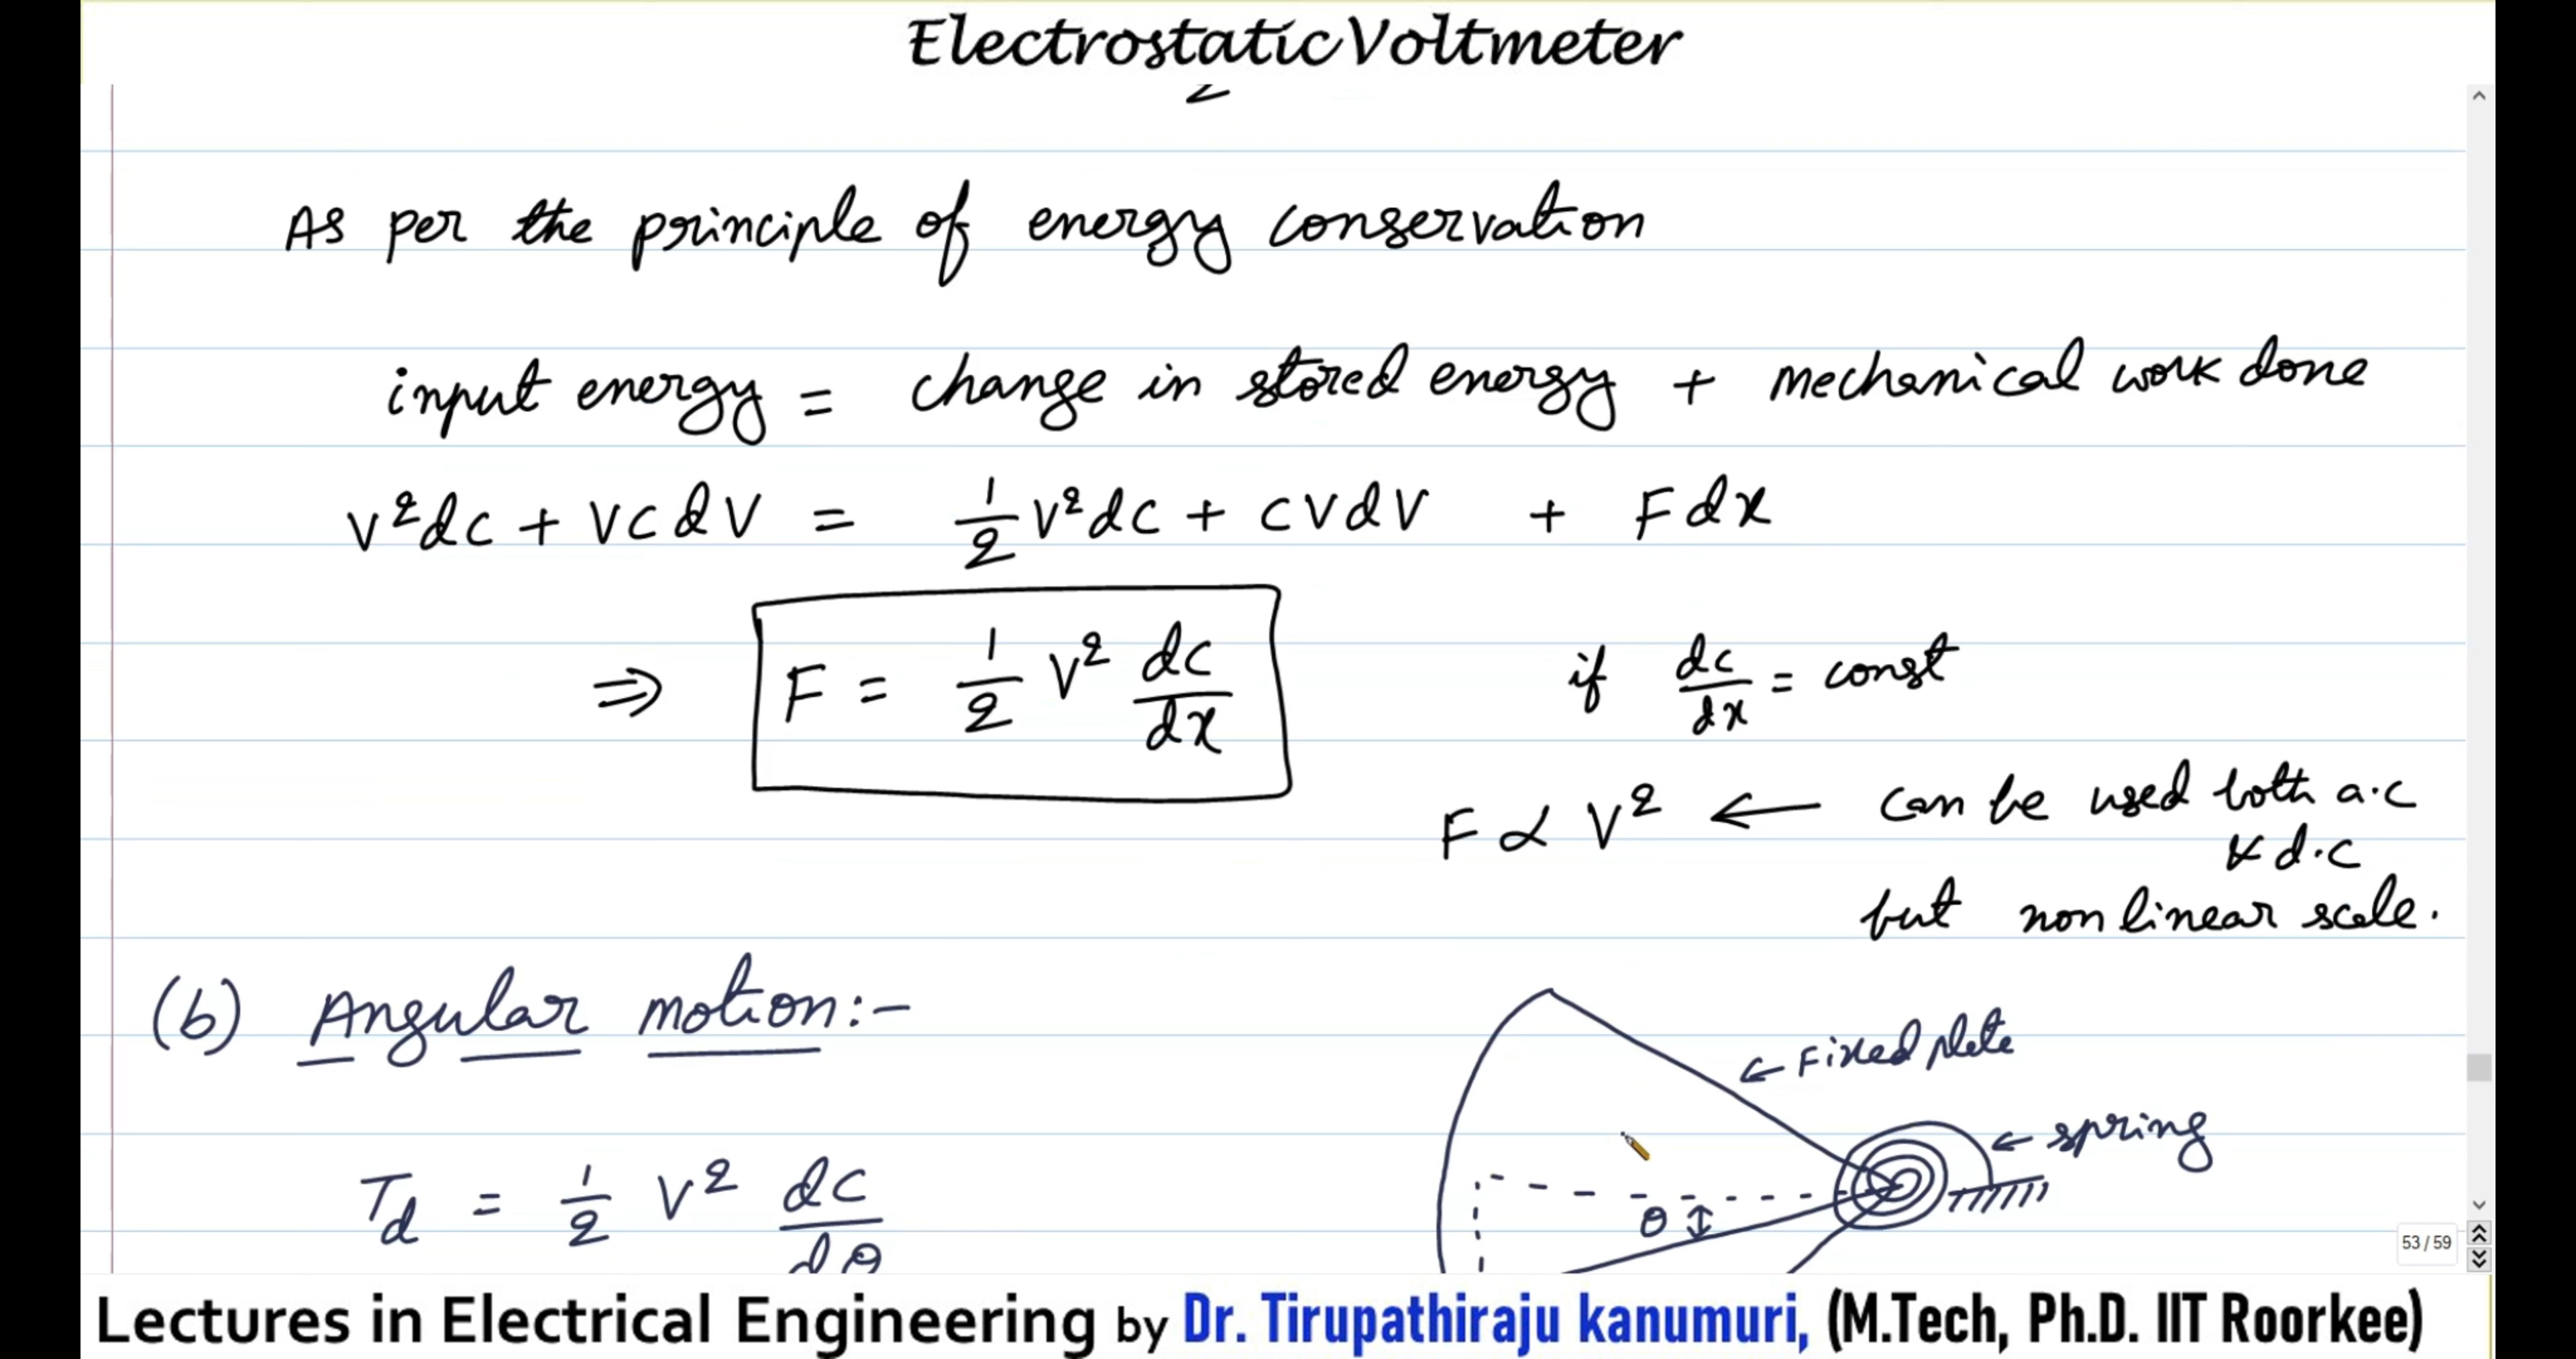 Electrostatic Voltmeter
As per the principle of energy conservation
input energy = change in stored energy + mechanical work done
V²dc + VCdV = 1/2 V²dc + CVdV + Fdx
⇒ F = 1/2 V² dc/dx if dc/dx = const
F ∝ V² ← can be used both a.c
& d.c
but non linear scale.
(b) Angular motion:-
← Fixed plate
← spring
Td = 1/2 V² dC/dθ
θ ↕
53 / 59
Lectures in Electrical Engineering by Dr. Tirupathiraju kanumuri, (M.Tech, Ph.D. IIT Roorkee)